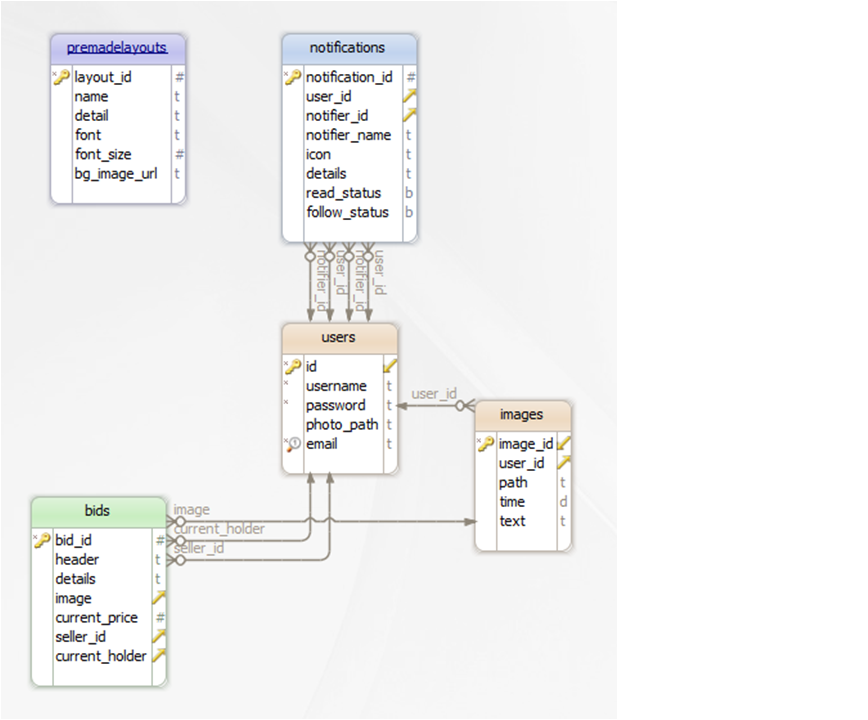 premadelayouts
layout_id #
name t
detail t
font t
font_size #
bg_image_url t
notifications
notification_id #
user_id
notifier_id
notifier_name t
icon t
details t
read_status b
follow_status b
notifier_id
user_id
notifier_id
user_id
users
id
username t
password t
photo_path t
email t
user_id
images
image_id
user_id
path t
time d
text t
bids
bid_id #
header t
details t
image
current_price #
seller_id
current_holder
image
current_holder
seller_id